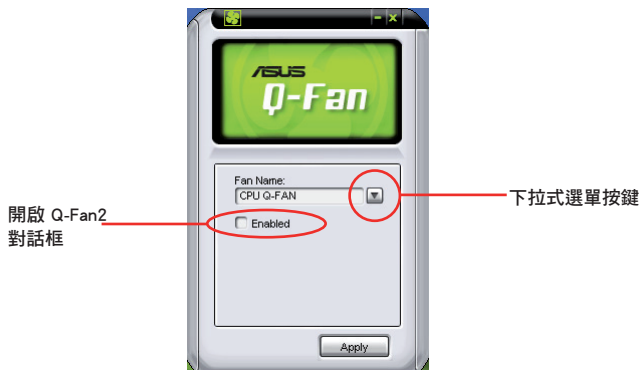 ASUS
Q-Fan
Fan Name:
CPU Q-FAN
下拉式選單按鍵
開啟 Q-Fan2
對話框
Enabled
Apply